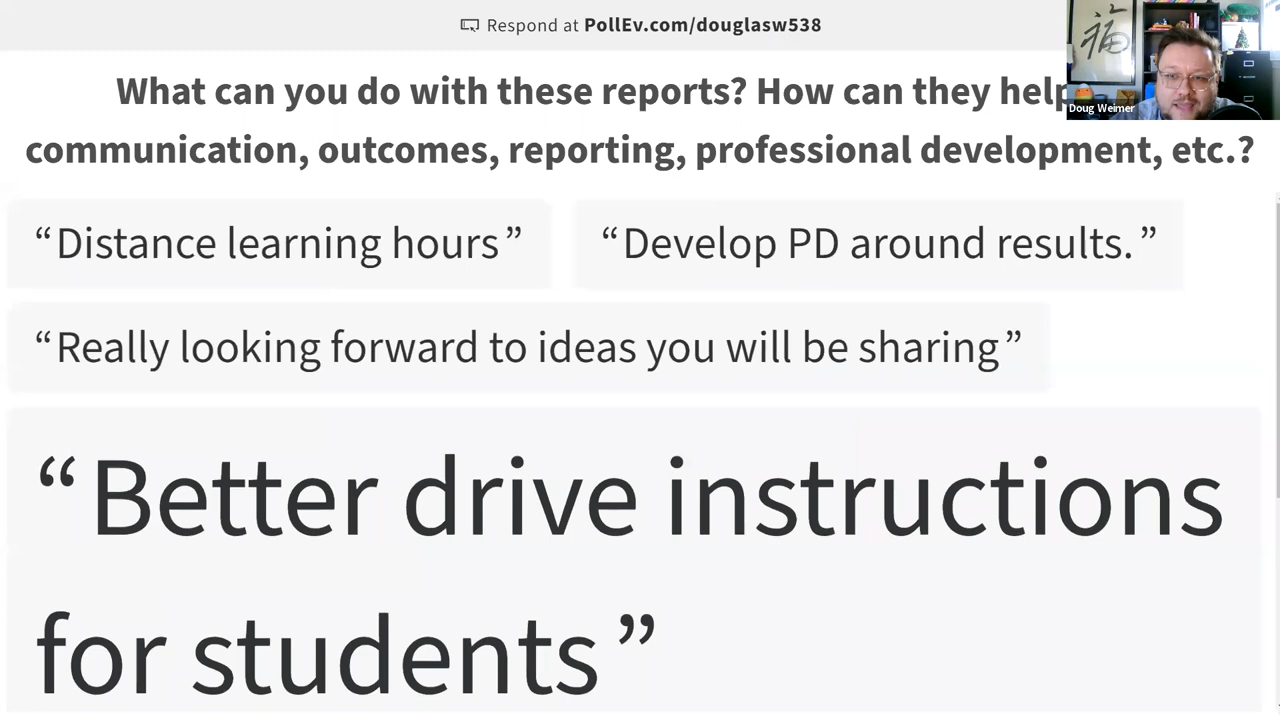 Respond at PollEv.com/douglasw538
What can you do with these reports? How can they help
communication, outcomes, reporting, professional development, etc.?
福
Doug Weimer
“Distance learning hours”
“Develop PD around results.”
“Really looking forward to ideas you will be sharing”
“Better drive instructions
for students”